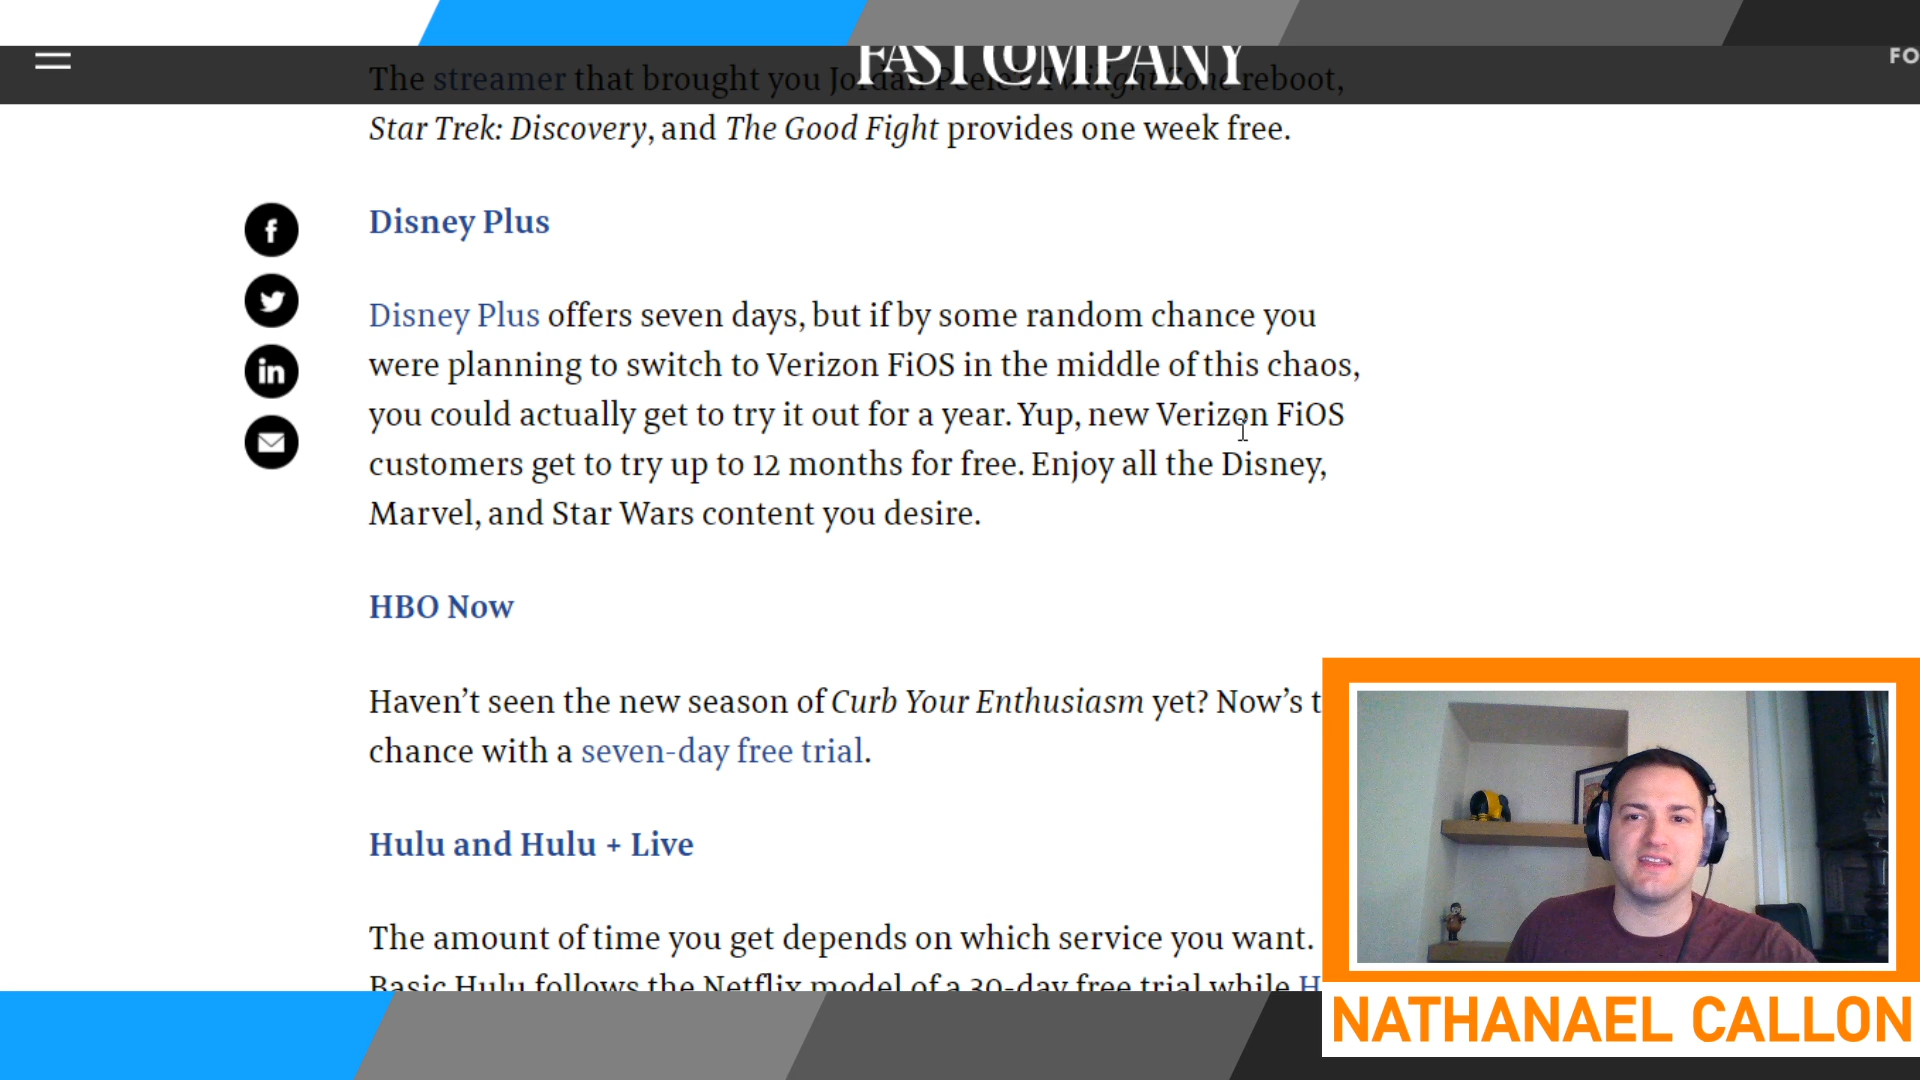 FAST COMPANY
FO
The streamer that brought you Jordan Peele's Twilight Zone reboot,
Star Trek: Discovery, and The Good Fight provides one week free.
Disney Plus
Disney Plus offers seven days, but if by some random chance you
were planning to switch to Verizon FiOS in the middle of this chaos,
you could actually get to try it out for a year. Yup, new Verizon FiOS
customers get to try up to 12 months for free. Enjoy all the Disney,
Marvel, and Star Wars content you desire.
HBO Now
Haven't seen the new season of Curb Your Enthusiasm yet? Now's t
chance with a seven-day free trial.
Hulu and Hulu + Live
The amount of time you get depends on which service you want.
Basic Hulu follows the Netflix model of a 30-day free trial while H
NATHANAEL CALLON